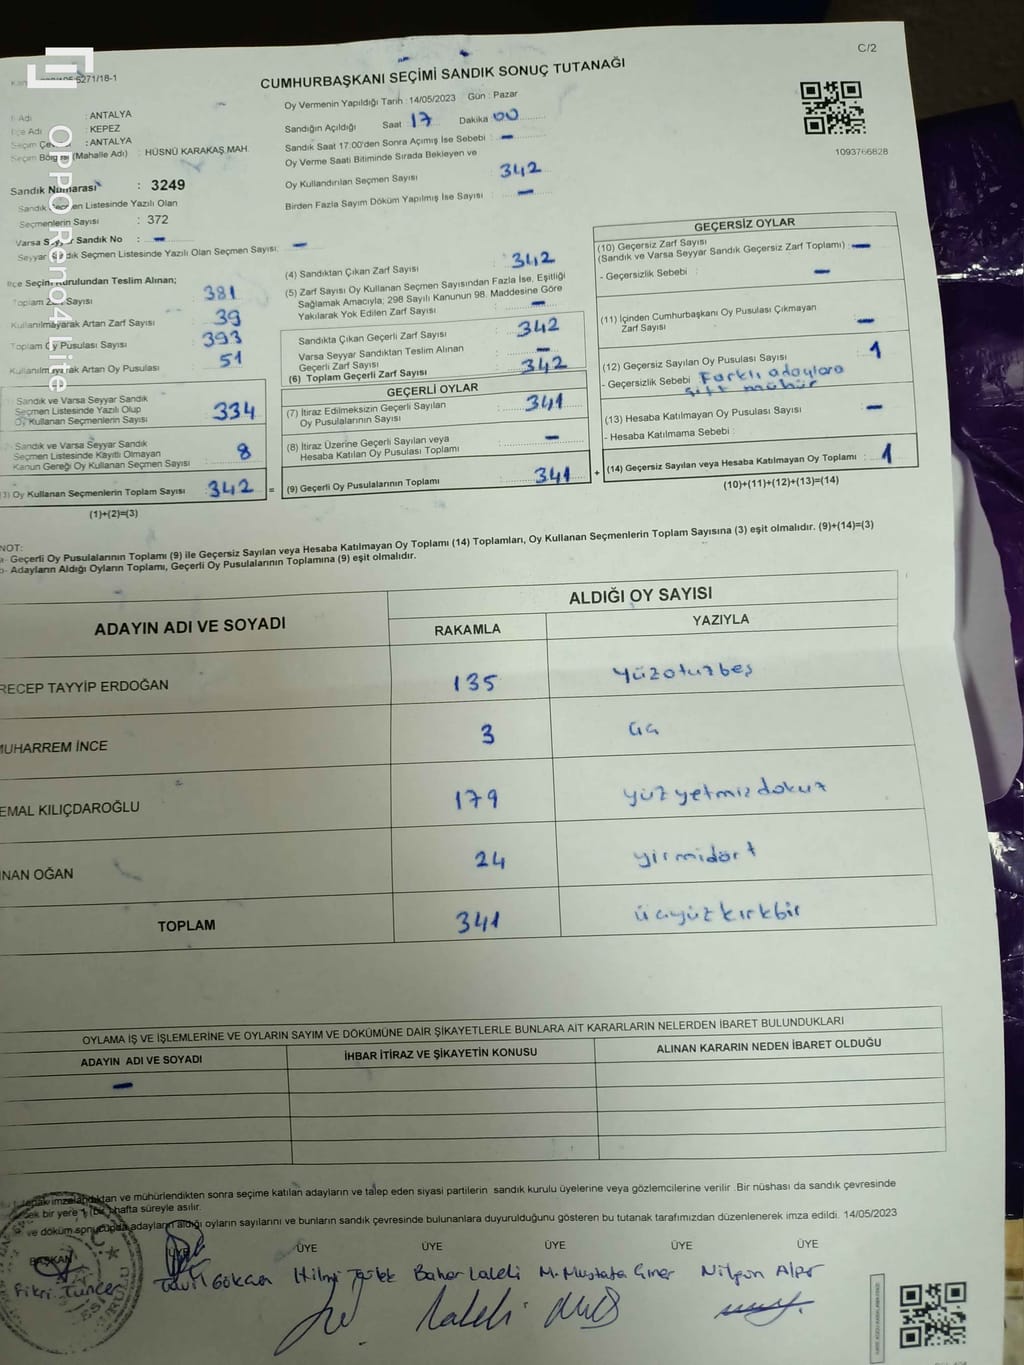 C/2
6271/18-1
CUMHURBAŞKANI SEÇİMİ SANDIK SONUÇ TUTANAĞI
Oy Vermenin Yapıldığı Tarih : 14/05/2023 Gün : Pazar
Sandığın Açıldığı Saat 17 Dakika 00
Sandık Saat 17:00'den Sonra Açımış İse Sebebi : -
Oy Verme Saati Bitiminde Sırada Bekleyen ve
Oy Kullandırılan Seçmen Sayısı : 342
Birden Fazla Sayım Döküm Yapılmış İse Sayısı : -
1093766828
Adı : ANTALYA
İlçe Adı : KEPEZ
Seçim : ANTALYA
Seçim Bölgesi (Mahalle Adı) : HÜSNÜ KARAKAŞ MAH.
Sandık Numarası : 3249
Sandık Seçmen Listesinde Yazılı Olan
Seçmenlerin Sayısı : 372
Varsa Seyyar Sandık No : -
Seyyar Sandık Seçmen Listesinde Yazılı Olan Seçmen Sayısı: -
İlçe Seçim Kurulundan Teslim Alınan;
Toplam Zarf Sayısı : 381
Kullanılmayarak Artan Zarf Sayısı : 39
Toplam Oy Pusulası Sayısı : 393
Kullanılmayarak Artan Oy Pusulası : 51
Sandık ve Varsa Seyyar Sandık
Seçmen Listesinde Yazılı Olup
Oy Kullanan Seçmenlerin Sayısı : 334
Sandık ve Varsa Seyyar Sandık
Seçmen Listesinde Kayıtlı Olmayan
Kanun Gereği Oy Kullanan Seçmen Sayısı : 8
(3) Oy Kullanan Seçmenlerin Toplam Sayısı : 342
(1)+(2)=(3)
(4) Sandıktan Çıkan Zarf Sayısı : 342
(5) Zarf Sayısı Oy Kullanan Seçmen Sayısından Fazla İse, Eşitliği
Sağlamak Amacıyla; 298 Sayılı Kanunun 98. Maddesine Göre
Yakılarak Yok Edilen Zarf Sayısı : -
Sandıkta Çıkan Geçerli Zarf Sayısı : 342
Varsa Seyyar Sandıktan Teslim Alınan
Geçerli Zarf Sayısı : -
(6) Toplam Geçerli Zarf Sayısı : 342
GEÇERLİ OYLAR
(7) İtiraz Edilmeksizin Geçerli Sayılan
Oy Pusulalarının Sayısı : 341
(8) İtiraz Üzerine Geçerli Sayılan veya
Hesaba Katılan Oy Pusulası Toplamı : -
= (9) Geçerli Oy Pusulalarının Toplamı : 341
GEÇERSİZ OYLAR
(10) Geçersiz Zarf Sayısı
(Sandık ve Varsa Seyyar Sandık Geçersiz Zarf Toplamı) : -
- Geçersizlik Sebebi : -
(11) İçinden Cumhurbaşkanı Oy Pusulası Çıkmayan
Zarf Sayısı : -
(12) Geçersiz Sayılan Oy Pusulası Sayısı : 1
- Geçersizlik Sebebi : Farklı adaylara
çift mühür
(13) Hesaba Katılmayan Oy Pusulası Sayısı : -
- Hesaba Katılmama Sebebi :
+ (14) Geçersiz Sayılan veya Hesaba Katılmayan Oy Toplamı : 1
(10)+(11)+(12)+(13)=(14)
NOT:
a- Geçerli Oy Pusulalarının Toplamı (9) ile Geçersiz Sayılan veya Hesaba Katılmayan Oy Toplamı (14) Toplamları, Oy Kullanan Seçmenlerin Toplam Sayısına (3) eşit olmalıdır. (9)+(14)=(3)
b- Adayların Aldığı Oyların Toplamı, Geçerli Oy Pusulalarının Toplamına (9) eşit olmalıdır.
ADAYIN ADI VE SOYADI
ALDIĞI OY SAYISI
RAKAMLA YAZIYLA
RECEP TAYYİP ERDOĞAN 135 yüzotuzbeş
MUHARREM İNCE 3 üç
EMAL KILIÇDAROĞLU 179 yüzyetmizdokuz
NAN OĞAN 24 yirmidört
TOPLAM 341 üçyüzkırkbir
OYLAMA İŞ VE İŞLEMLERİNE VE OYLARIN SAYIM VE DÖKÜMÜNE DAİR ŞİKAYETLERLE BUNLARA AİT KARARLARIN NELERDEN İBARET BULUNDUKLARI
ADAYIN ADI VE SOYADI İHBAR İTİRAZ VE ŞİKAYETİN KONUSU ALINAN KARARIN NEDEN İBARET OLDUĞU
-
imzalandıktan ve mühürlendikten sonra seçime katılan adayların ve talep eden siyasi partilerin sandık kurulu üyelerine veya gözlemcilerine verilir .Bir nüshası da sandık çevresinde
bir yere 1 (bir) hafta süreyle asılır.
ve döküm sonucunda adayların aldığı oyların sayılarını ve bunların sandık çevresinde bulunanlara duyurulduğunu gösteren bu tutanak tarafımızdan düzenlenerek imza edildi. 14/05/2023
BAŞKAN ÜYE ÜYE ÜYE ÜYE ÜYE ÜYE
Fikri Tuncer Gökcen Hilmi Bahar Laleli M. Mustafa Nilgün Alper
OPPO Reno4 Lite